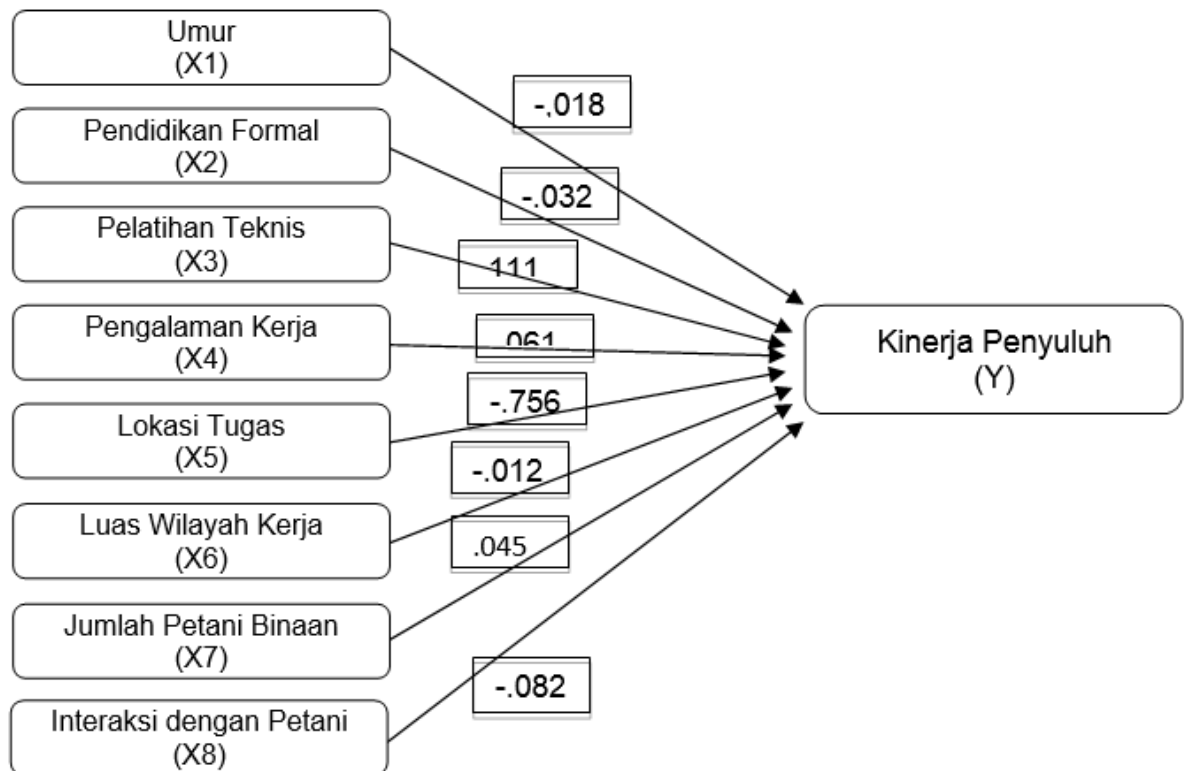 Umur
(X1)
-,018
Pendidikan Formal
(X2)
-.032
Pelatihan Teknis
(X3)
111
Pengalaman Kerja
(X4)
.061
Kinerja Penyuluh
(Y)
Lokasi Tugas
(X5)
-.756
-.012
Luas Wilayah Kerja
(X6)
.045
Jumlah Petani Binaan
(X7)
-.082
Interaksi dengan Petani
(X8)